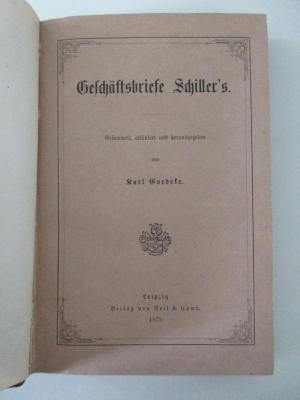 Geschäftsbriefe Schiller's.
Gesammelt, erläutert und herausgegeben
von
Karl Goedeke.
Leipzig
Verlag von Veit & Comp.
1875.